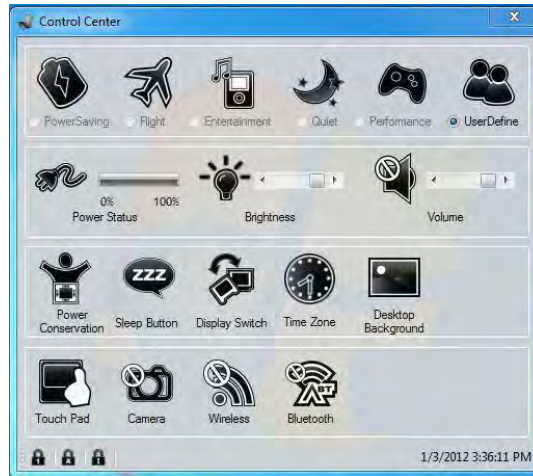 Control Center
x
PowerSaving Flight Entertainment Quiet Performance UserDefine
0% 100%
Power Status Brightness Volume
zzz
Power Conservation Sleep Button Display Switch Time Zone Desktop Background
BT
Touch Pad Camera Wireless Bluetooth
1/3/2012 3:36:11 PM